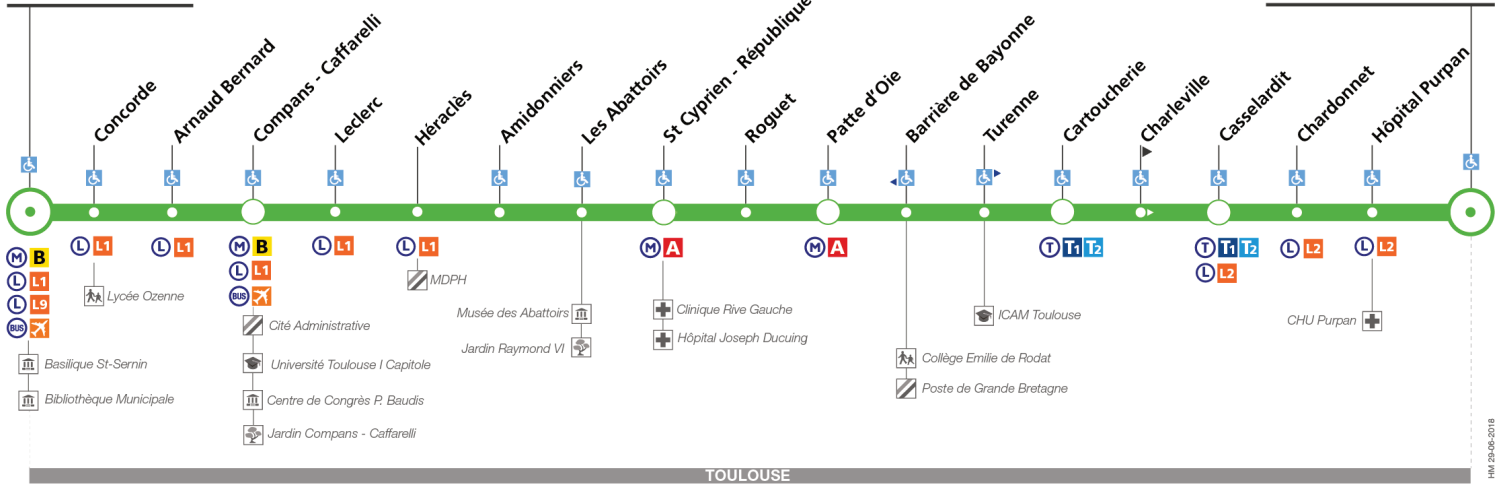 Concorde
Arnaud Bernard
Compans - Caffarelli
Leclerc
Héraclès
Amidonniers
Les Abattoirs
St Cyprien - République
Roguet
Patte d'Oie
Barrière de Bayonne
Turenne
Cartoucherie
Charleville
Casselardit
Chardonnet
Hôpital Purpan
M B
L L1
L L9
BUS
Basilique St-Sernin
Bibliothèque Municipale
L L1
Lycée Ozenne
L L1
M B
L L1
BUS
Cité Administrative
Université Toulouse I Capitole
Centre de Congrès P. Baudis
Jardin Compans - Caffarelli
L L1
L L1
MDPH
Musée des Abattoirs
Jardin Raymond VI
M A
Clinique Rive Gauche
Hôpital Joseph Ducuing
M A
Collège Emilie de Rodat
Poste de Grande Bretagne
ICAM Toulouse
T T1 T2
T T1 T2
L L2
L L2
L L2
CHU Purpan
TOULOUSE
HM 29-06-2018